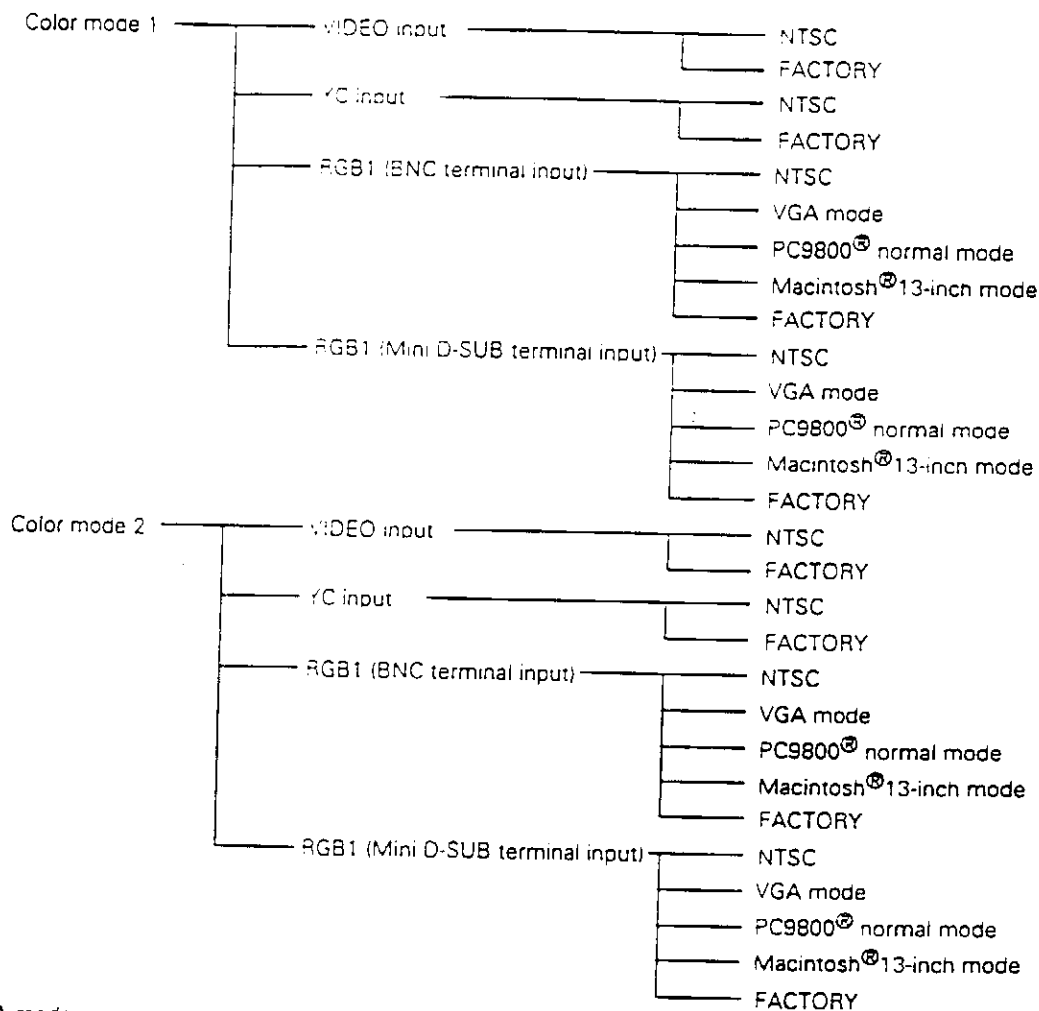 Color mode 1 VIDEO input NTSC
FACTORY
YC input NTSC
FACTORY
RGB1 (BNC terminal input) NTSC
VGA mode
PC9800® normal mode
Macintosh® 13-inch mode
FACTORY
RGB1 (Mini D-SUB terminal input) NTSC
VGA mode
PC9800® normal mode
Macintosh® 13-inch mode
FACTORY
Color mode 2 VIDEO input NTSC
FACTORY
YC input NTSC
FACTORY
RGB1 (BNC terminal input) NTSC
VGA mode
PC9800® normal mode
Macintosh® 13-inch mode
FACTORY
RGB1 (Mini D-SUB terminal input) NTSC
VGA mode
PC9800® normal mode
Macintosh® 13-inch mode
FACTORY